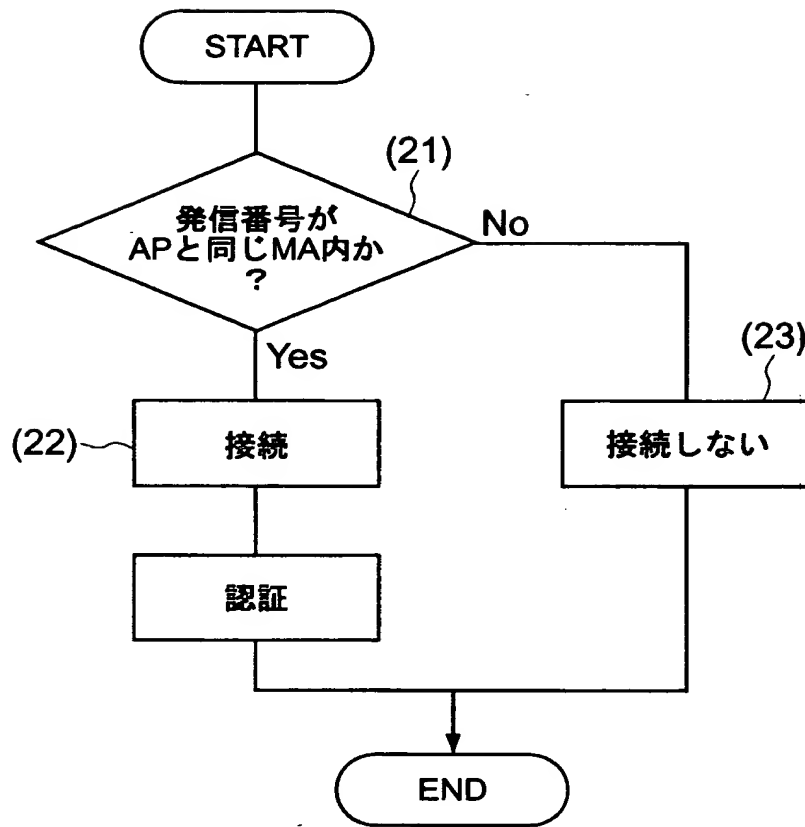 START
(21)
発信番号が
APと同じMA内か
?
No
Yes
(23)
(22)
接続
接続しない
認証
END